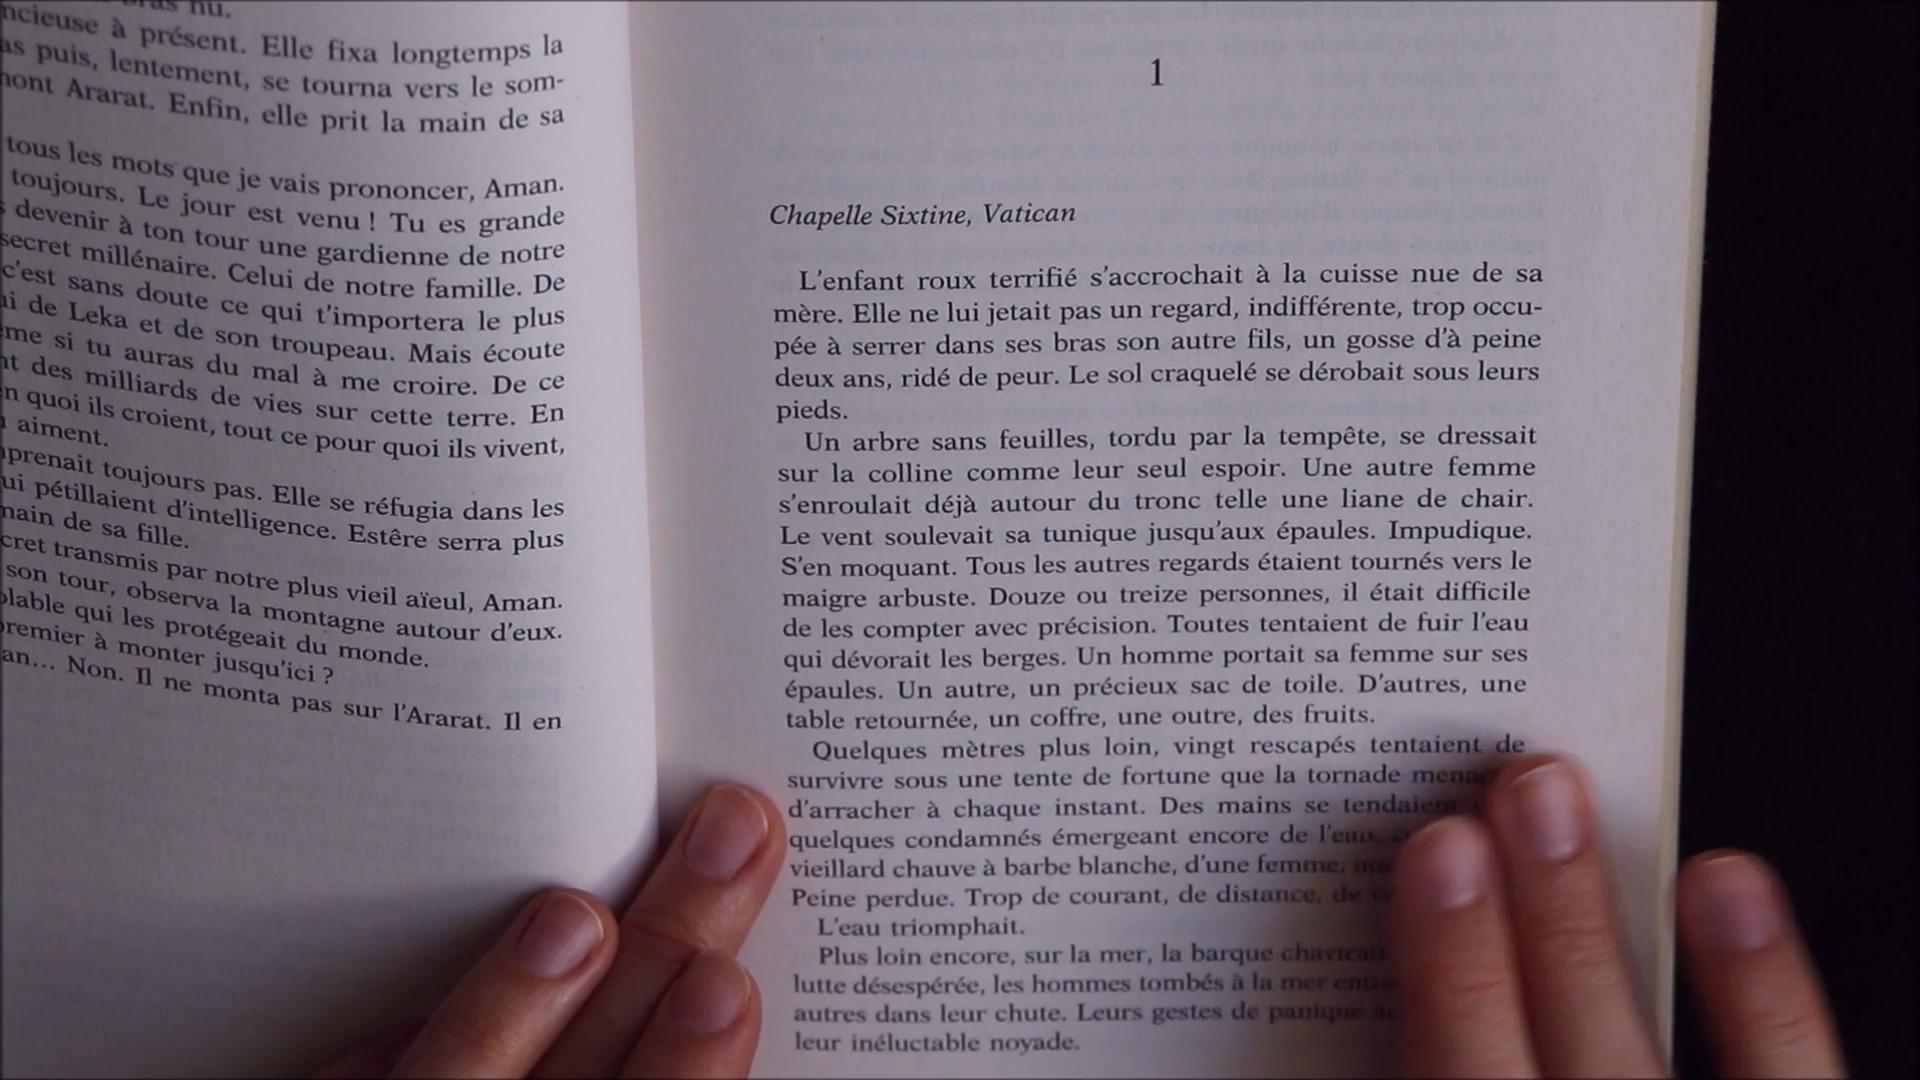 bras nu.
ncieuse à présent. Elle fixa longtemps la
as puis, lentement, se tourna vers le som-
mont Ararat. Enfin, elle prit la main de sa
tous les mots que je vais prononcer, Aman.
toujours. Le jour est venu ! Tu es grande
devenir à ton tour une gardienne de notre
secret millénaire. Celui de notre famille. De
c'est sans doute ce qui t'importera le plus
de Leka et de son troupeau. Mais écoute
me si tu auras du mal à me croire. De ce
nt des milliards de vies sur cette terre. En
n quoi ils croient, tout ce pour quoi ils vivent,
aiment.
prenait toujours pas. Elle se réfugia dans les
ui pétillaient d'intelligence. Estêre serra plus
main de sa fille.
cret transmis par notre plus vieil aïeul, Aman.
son tour, observa la montagne autour d'eux.
lable qui les protégeait du monde.
premier à monter jusqu'ici ?
an… Non. Il ne monta pas sur l'Ararat. Il en
1
Chapelle Sixtine, Vatican
L'enfant roux terrifié s'accrochait à la cuisse nue de sa
mère. Elle ne lui jetait pas un regard, indifférente, trop occu-
pée à serrer dans ses bras son autre fils, un gosse d'à peine
deux ans, ridé de peur. Le sol craquelé se dérobait sous leurs
pieds.
Un arbre sans feuilles, tordu par la tempête, se dressait
sur la colline comme leur seul espoir. Une autre femme
s'enroulait déjà autour du tronc telle une liane de chair.
Le vent soulevait sa tunique jusqu'aux épaules. Impudique.
S'en moquant. Tous les autres regards étaient tournés vers le
maigre arbuste. Douze ou treize personnes, il était difficile
de les compter avec précision. Toutes tentaient de fuir l'eau
qui dévorait les berges. Un homme portait sa femme sur ses
épaules. Un autre, un précieux sac de toile. D'autres, une
table retournée, un coffre, une outre, des fruits.
Quelques mètres plus loin, vingt rescapés tentaient de
survivre sous une tente de fortune que la tornade
d'arracher à chaque instant. Des mains se tendaient
quelques condamnés émergeant encore de l'eau
vieillard chauve à barbe blanche, d'une femme,
Peine perdue. Trop de courant, de distance, de
L'eau triomphait.
Plus loin encore, sur la mer, la barque chavirait
lutte désespérée, les hommes tombés à la mer
autres dans leur chute. Leurs gestes de panique
leur inéluctable noyade.